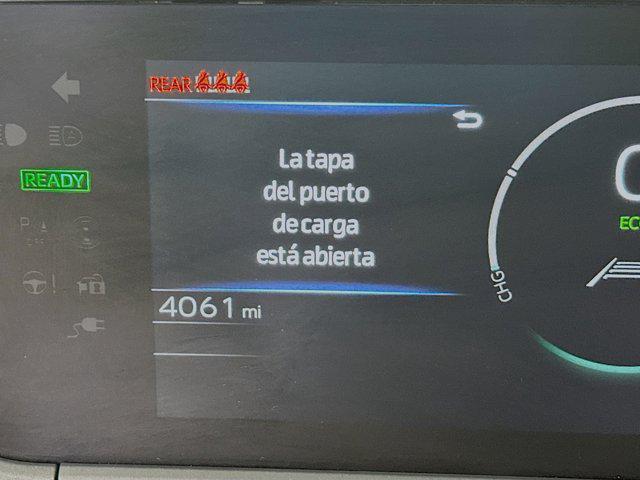 REAR
La tapa
del puerto
de carga
está abierta
READY
4061 mi
CHG